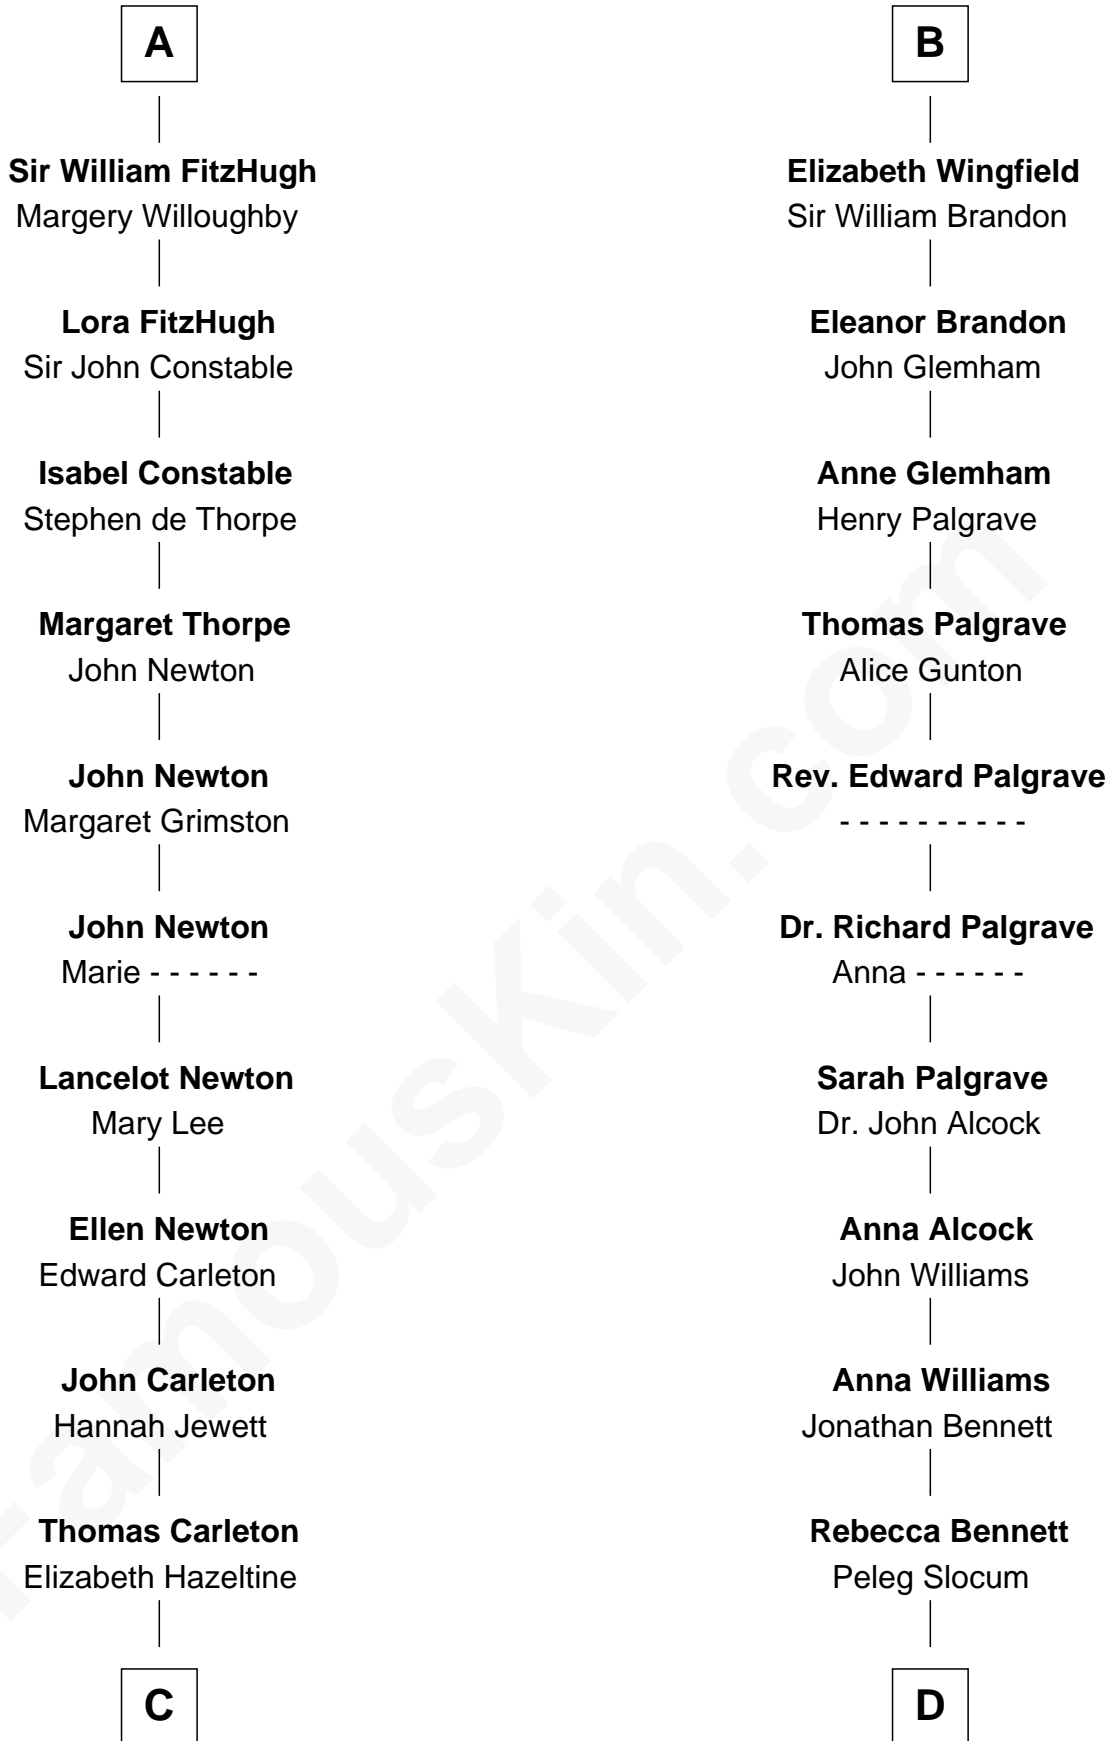 A
Sir William FitzHugh
Margery Willoughby
Lora FitzHugh
Sir John Constable
Isabel Constable
Stephen de Thorpe
Margaret Thorpe
John Newton
John Newton
Margaret Grimston
John Newton
Marie - - - - - -
Lancelot Newton
Mary Lee
Ellen Newton
Edward Carleton
John Carleton
Hannah Jewett
Thomas Carleton
Elizabeth Hazeltine
C
B
Elizabeth Wingfield
Sir William Brandon
Eleanor Brandon
John Glemham
Anne Glemham
Henry Palgrave
Thomas Palgrave
Alice Gunton
Rev. Edward Palgrave
- - - - - - - - - -
Dr. Richard Palgrave
Anna - - - - - -
Sarah Palgrave
Dr. John Alcock
Anna Alcock
John Williams
Anna Williams
Jonathan Bennett
Rebecca Bennett
Peleg Slocum
D
FamousKin.com